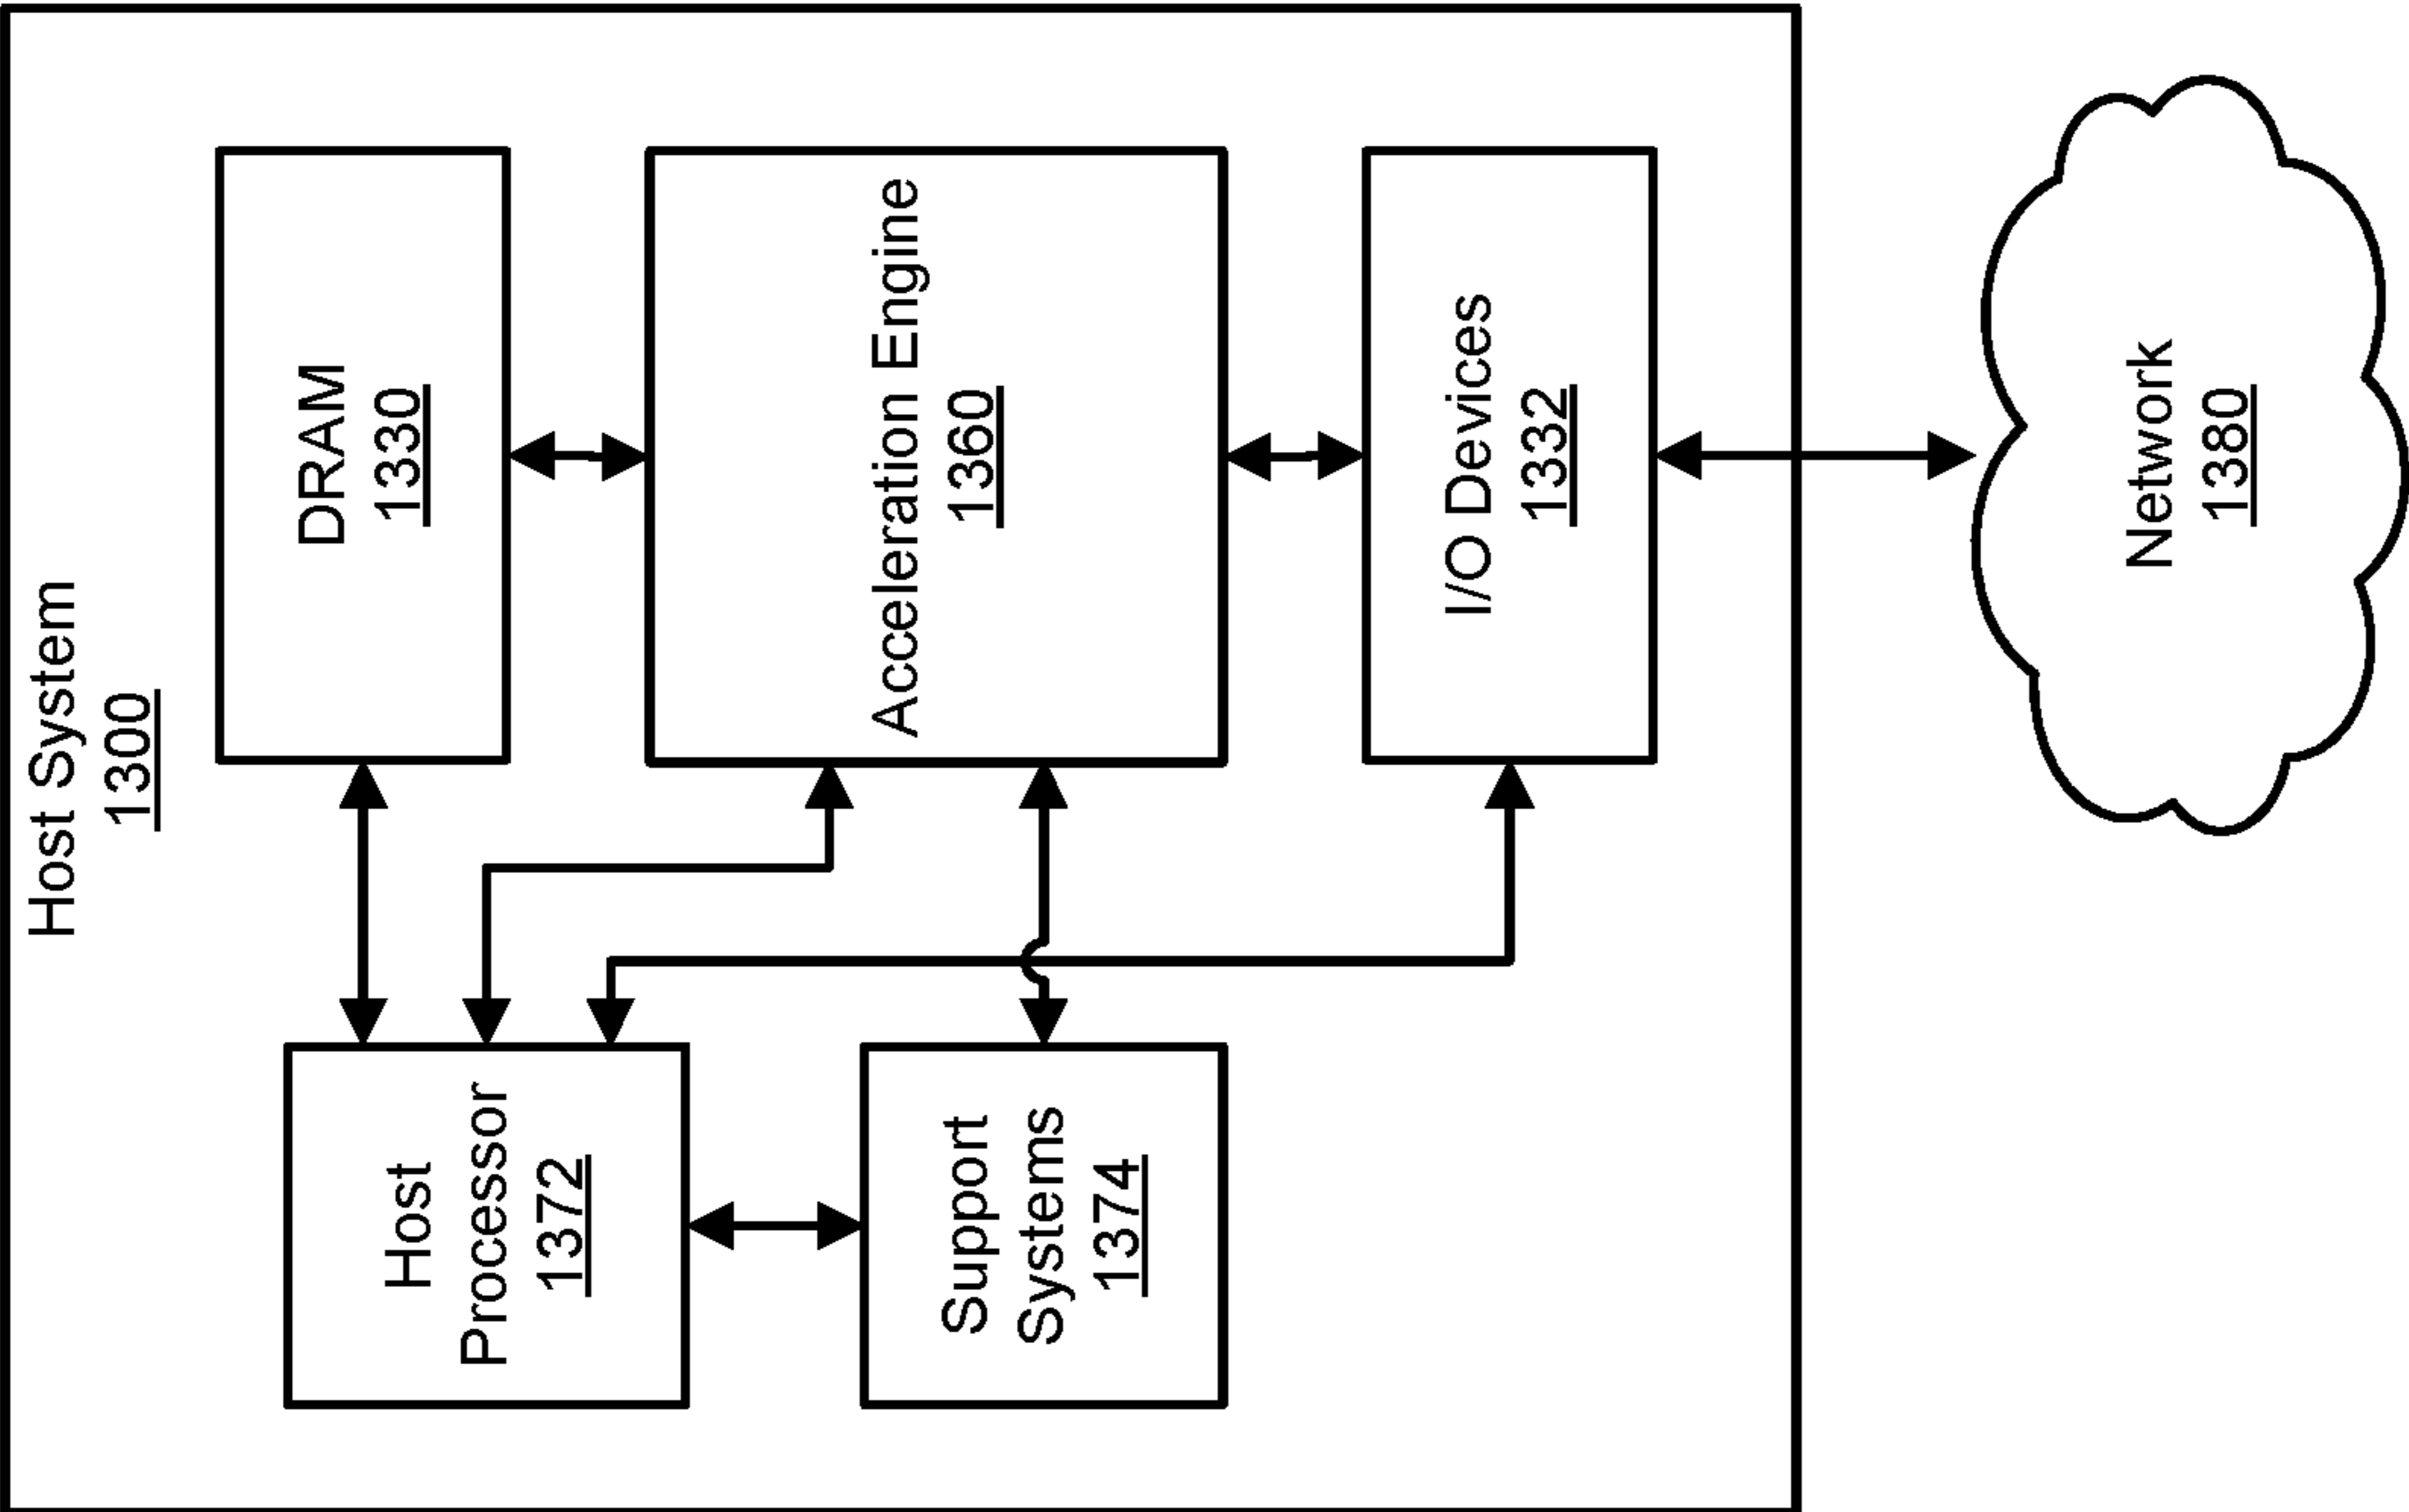 Host System
1300
DRAM
1330
Host
Processor
1372
Acceleration Engine
1360
Support
Systems
1374
I/O Devices
1332
Network
1380